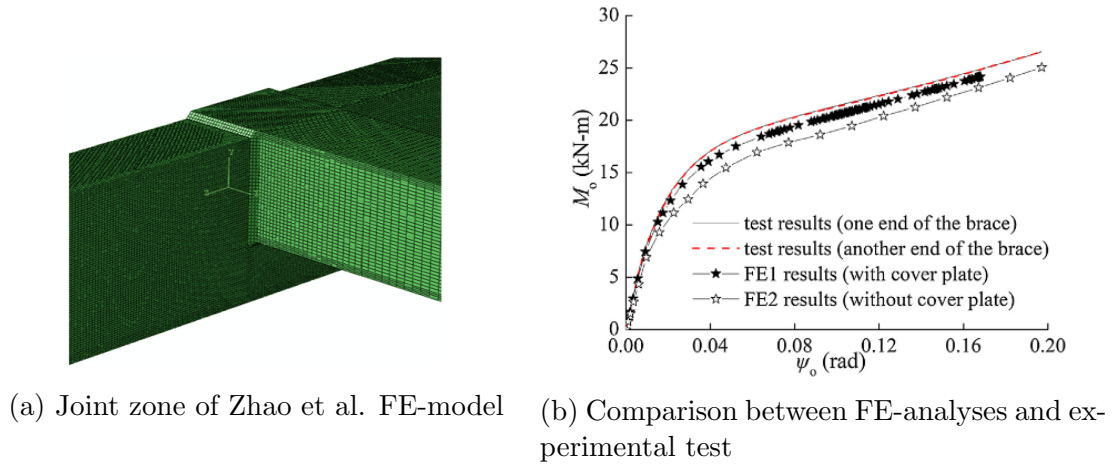 30
25
20
15
10
5
0
M_o (kN-m)
test results (one end of the brace)
test results (another end of the brace)
FE1 results (with cover plate)
FE2 results (without cover plate)
0.00 0.04 0.08 0.12 0.16 0.20
ψ_o (rad)
(a) Joint zone of Zhao et al. FE-model
(b) Comparison between FE-analyses and ex-
perimental test